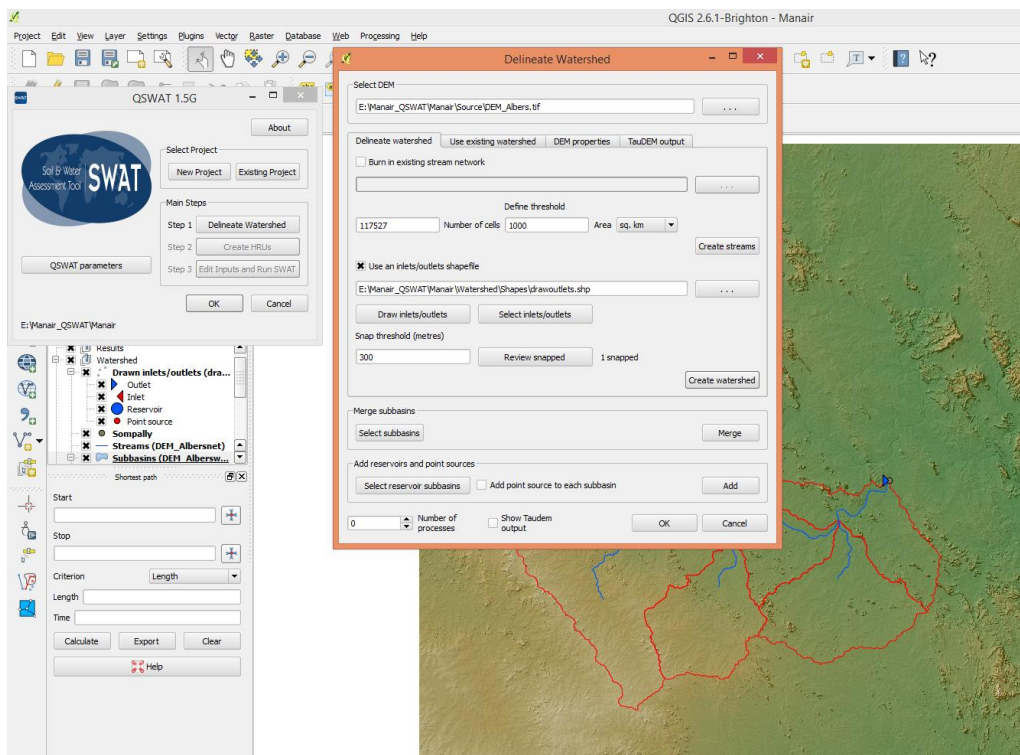 QGIS 2.6.1-Brighton - Manair
Project Edit View Layer Settings Plugins Vector Raster Database Web Processing Help
QSWAT 1.5G
About
Soil & Water
Assessment Tool
SWAT
Select Project
New Project Existing Project
Main Steps
Step 1 Delineate Watershed
Step 2 Create HRUs
Step 3 Edit Inputs and Run SWAT
QSWAT parameters
OK Cancel
E:\Manair_QSWAT\Manair
Results
Watershed
Drawn inlets/outlets (dra...
Outlet
Inlet
Reservoir
Point source
Sompally
Streams (DEM_Albersnet)
Subbasins (DEM_Albersw...
Shortest path
Start
Stop
Criterion Length
Length
Time
Calculate Export Clear
Help
Delineate Watershed
Select DEM
E:\Manair_QSWAT\Manair\Source\DEM_Albers.tif ...
Delineate watershed Use existing watershed DEM properties TauDEM output
Burn in existing stream network
...
Define threshold
117527 Number of cells 1000 Area sq. km
Create streams
Use an inlets/outlets shapefile
E:\Manair_QSWAT\Manair\Watershed\Shapes\drawoutlets.shp ...
Draw inlets/outlets Select inlets/outlets
Snap threshold (metres)
300 Review snapped 1 snapped
Create watershed
Merge subbasins
Select subbasins Merge
Add reservoirs and point sources
Select reservoir subbasins Add point source to each subbasin Add
0 Number of
processes
Show Taudem
output
OK Cancel